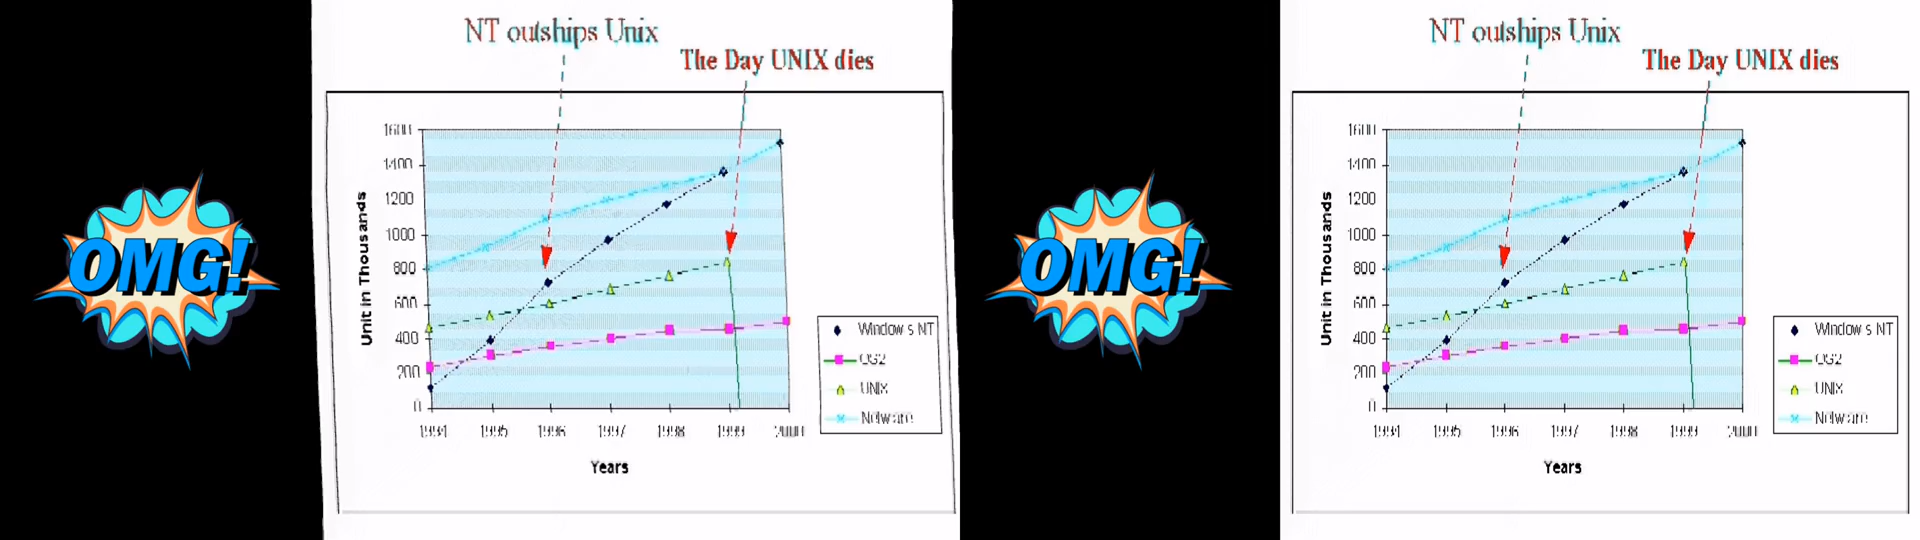 OMG!
NT outships Unix
The Day UNIX dies
1600
1400
1200
1000
800
600
400
200
0
Unit in Thousands
1994 1995 1996 1997 1998 1999 2000
Years
Windows NT
OS2
UNIX
Netware
OMG!
NT outships Unix
The Day UNIX dies
1600
1400
1200
1000
800
600
400
200
0
Unit in Thousands
1994 1995 1996 1997 1998 1999 2000
Years
Windows NT
OS2
UNIX
Netware